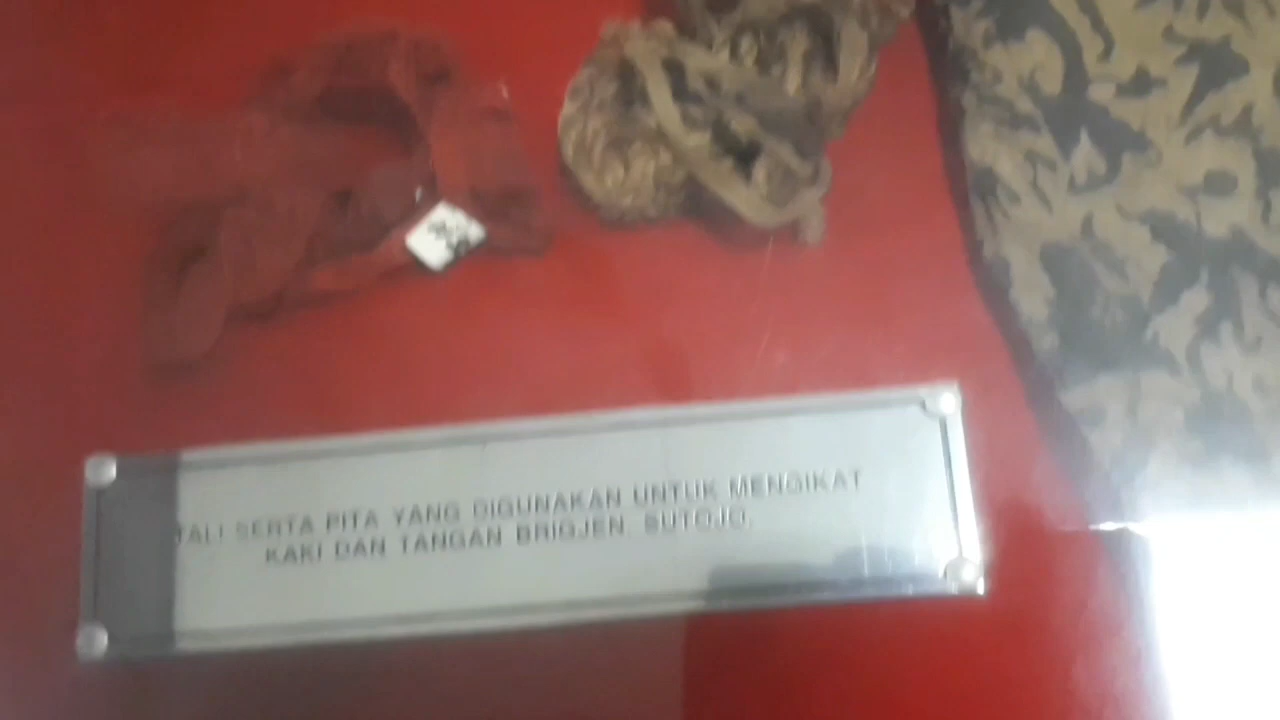 TALI SERTA PITA YANG DIGUNAKAN UNTUK MENGIKAT
KAKI DAN TANGAN BRIGJEN SUTOJO.